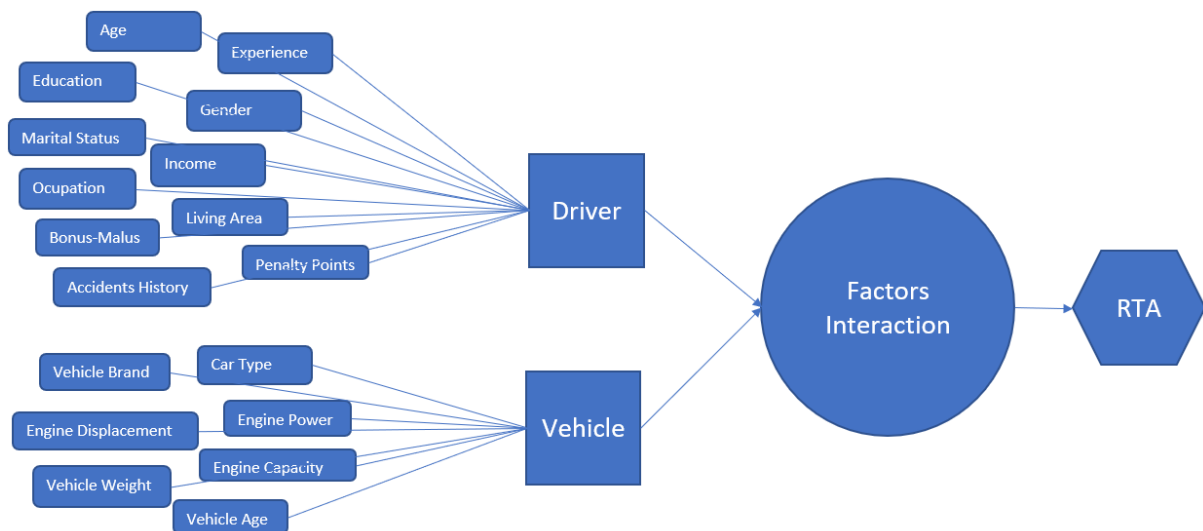 Age
Experience
Education
Gender
Marital Status
Income
Ocupation
Living Area
Bonus-Malus
Penalty Points
Accidents History
Driver
Factors
Interaction
RTA
Car Type
Vehicle Brand
Engine Power
Engine Displacement
Vehicle
Engine Capacity
Vehicle Weight
Vehicle Age